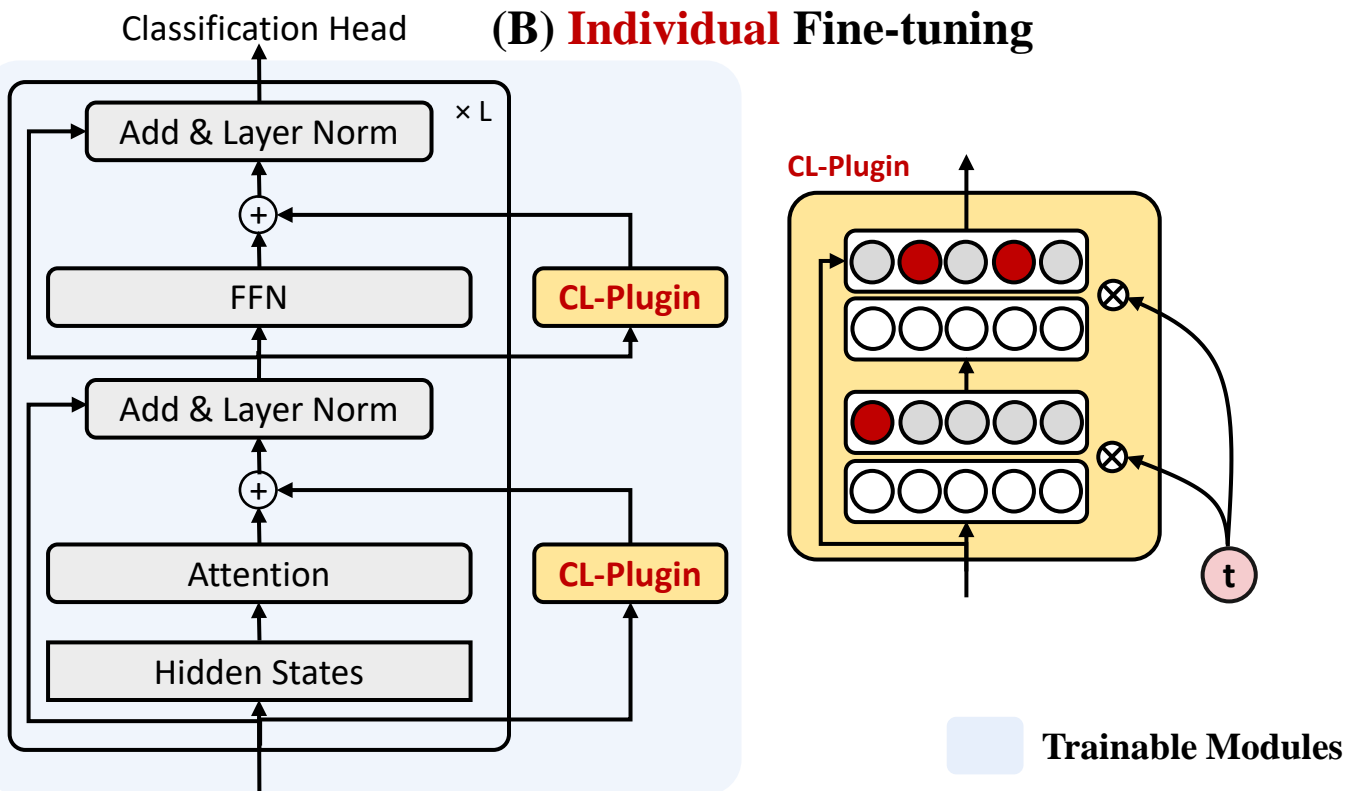 Classification Head
(B) Individual Fine-tuning
× L
Add & Layer Norm
+
FFN
CL-Plugin
Add & Layer Norm
+
Attention
CL-Plugin
Hidden States
CL-Plugin
t
Trainable Modules